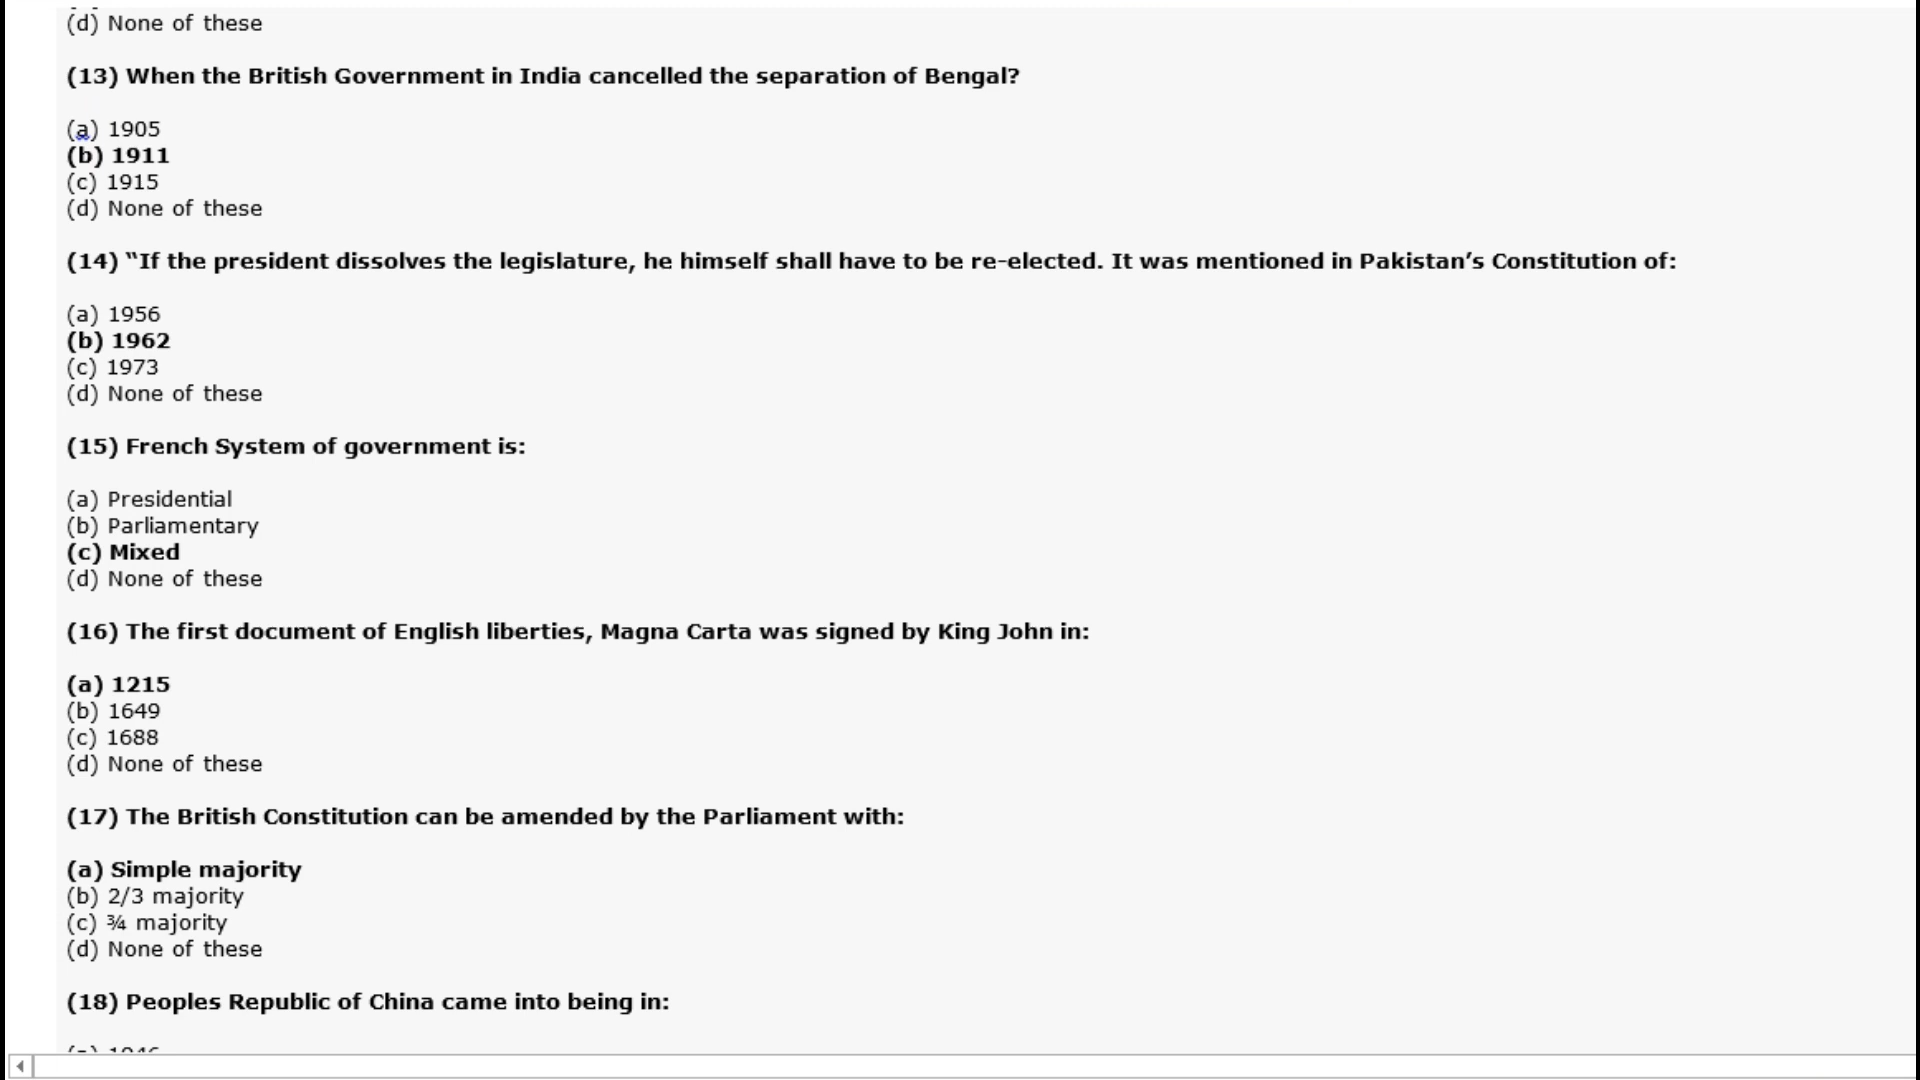 (d) None of these
(13) When the British Government in India cancelled the separation of Bengal?
(a) 1905
(b) 1911
(c) 1915
(d) None of these
(14) “If the president dissolves the legislature, he himself shall have to be re-elected. It was mentioned in Pakistan’s Constitution of:
(a) 1956
(b) 1962
(c) 1973
(d) None of these
(15) French System of government is:
(a) Presidential
(b) Parliamentary
(c) Mixed
(d) None of these
(16) The first document of English liberties, Magna Carta was signed by King John in:
(a) 1215
(b) 1649
(c) 1688
(d) None of these
(17) The British Constitution can be amended by the Parliament with:
(a) Simple majority
(b) 2/3 majority
(c) ¾ majority
(d) None of these
(18) Peoples Republic of China came into being in: